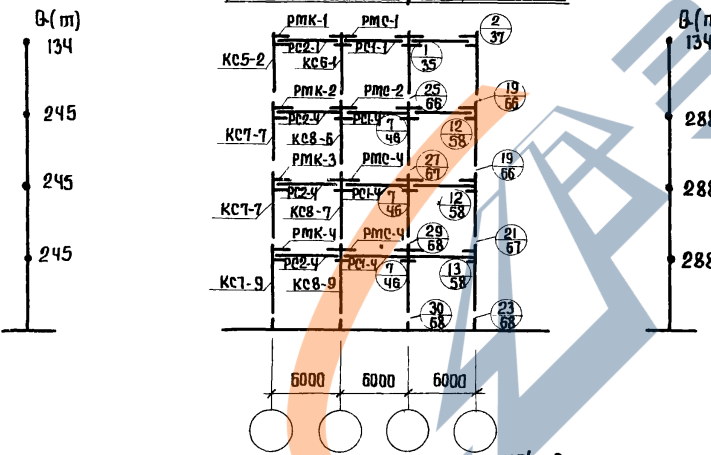 Q(т)
134
245
245
245
РМК-1 РМС-1
РС2-1 РС1-1
КС5-2 КС6-1
2
37
1
35
РМК-2 РМС-2
25
66
19
66
РС2-4 РС1-4
КС7-7 КС8-6
7
46
12
58
РМК-3 РМС-4
27
67
19
66
РС2-4 РС1-4
КС7-7 КС8-7
7
46
12
58
РМК-4 РМС-4
29
68
21
67
РС2-4 РС1-4
КС7-9 КС8-9
7
46
13
58
30
68
23
68
6000 6000 6000
Q(т)
134
288
288
288